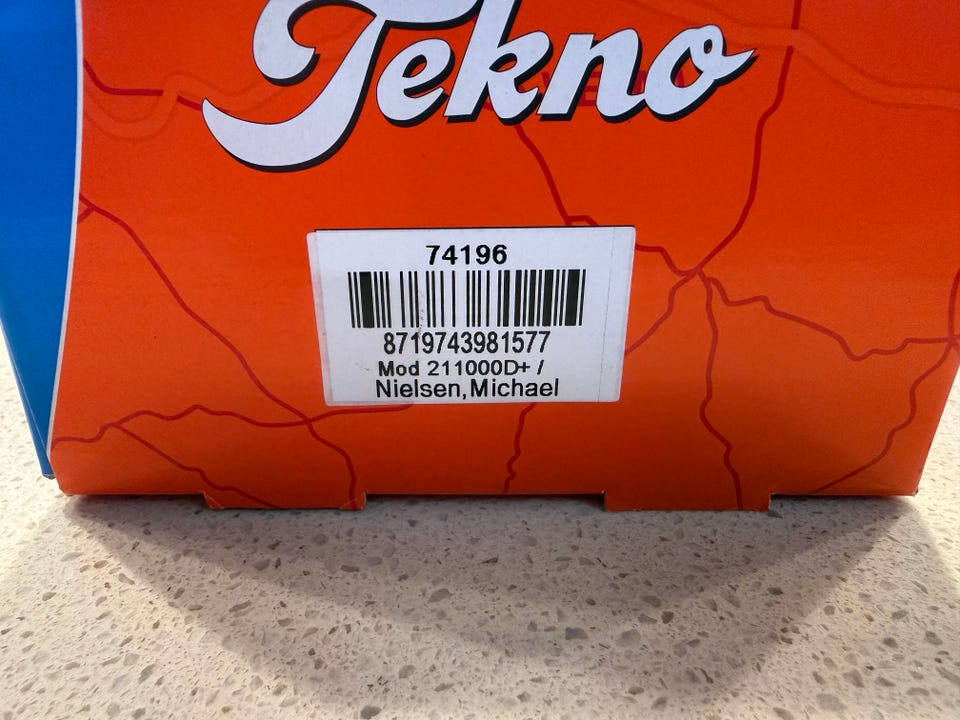 Tekno
74196
8719743981577
Mod 211000D+ /
Nielsen,Michael